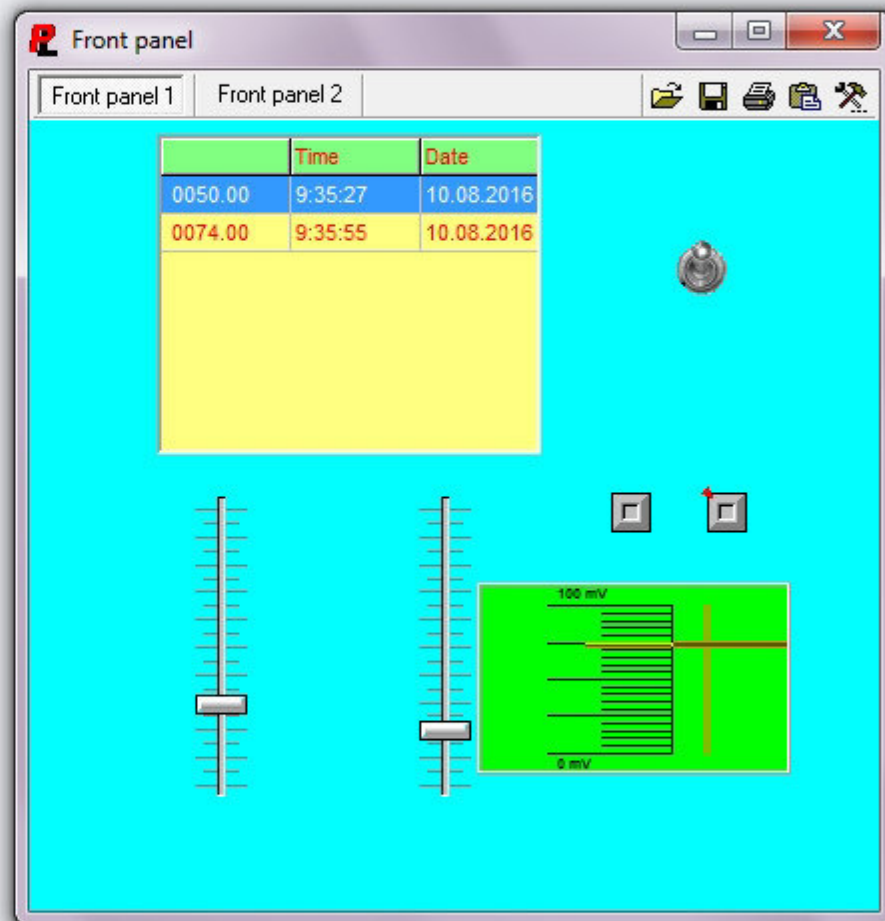 Front panel
Front panel 1 Front panel 2
Time Date
0050.00 9:35:27 10.08.2016
0074.00 9:35:55 10.08.2016
100 mV
0 mV